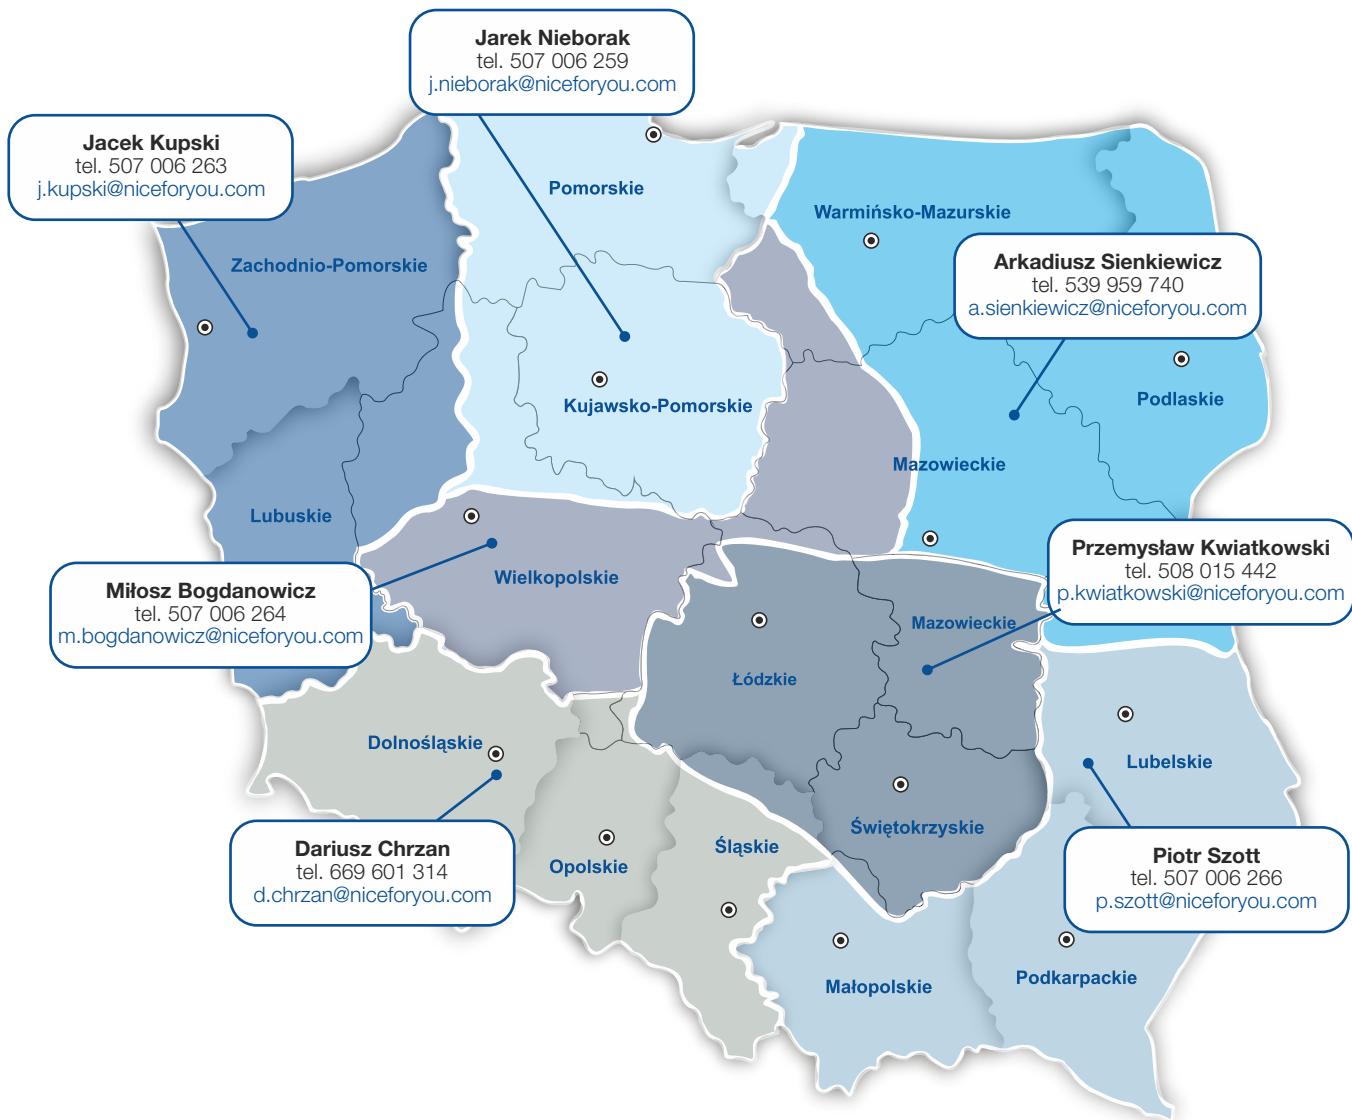 Jarek Nieborak
tel. 507 006 259
j.nieborak@niceforyou.com
Jacek Kupski
tel. 507 006 263
j.kupski@niceforyou.com
Pomorskie
Warmińsko-Mazurskie
Zachodnio-Pomorskie
Arkadiusz Sienkiewicz
tel. 539 959 740
a.sienkiewicz@niceforyou.com
Kujawsko-Pomorskie
Podlaskie
Mazowieckie
Lubuskie
Przemysław Kwiatkowski
tel. 508 015 442
p.kwiatkowski@niceforyou.com
Wielkopolskie
Miłosz Bogdanowicz
tel. 507 006 264
m.bogdanowicz@niceforyou.com
Mazowieckie
Łódzkie
Dolnośląskie
Lubelskie
Świętokrzyskie
Dariusz Chrzan
tel. 669 601 314
d.chrzan@niceforyou.com
Śląskie
Opolskie
Piotr Szott
tel. 507 006 266
p.szott@niceforyou.com
Małopolskie
Podkarpackie